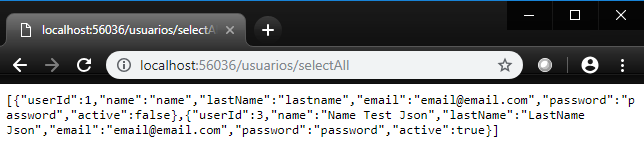 localhost:56036/usuarios/selectA
localhost:56036/usuarios/selectAll
[{"userId":1,"name":"name","lastName":"lastname","email":"email@email.com","password":"p
assword","active":false},{"userId":3,"name":"Name Test Json","lastName":"LastName
Json","email":"email@email.com","password":"password","active":true}]